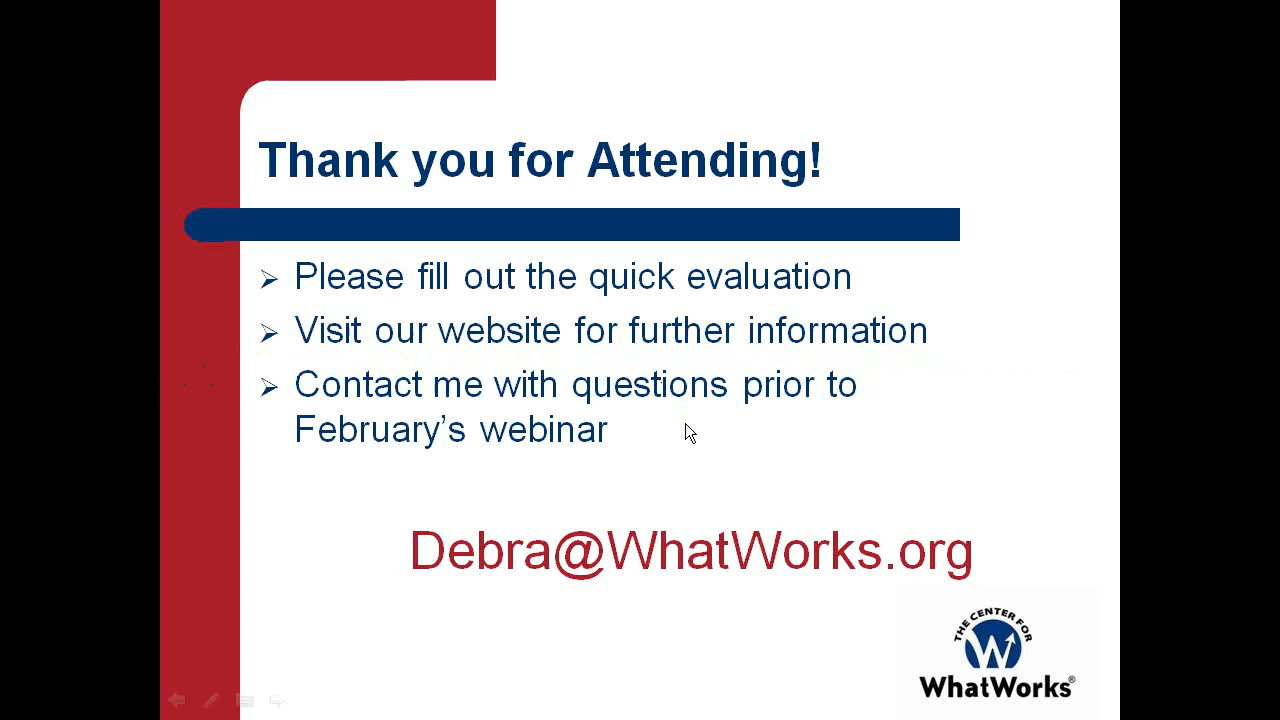 Thank you for Attending!
Please fill out the quick evaluation
Visit our website for further information
Contact me with questions prior to
February’s webinar
Debra@WhatWorks.org
THE CENTER FOR
W
WhatWorks®